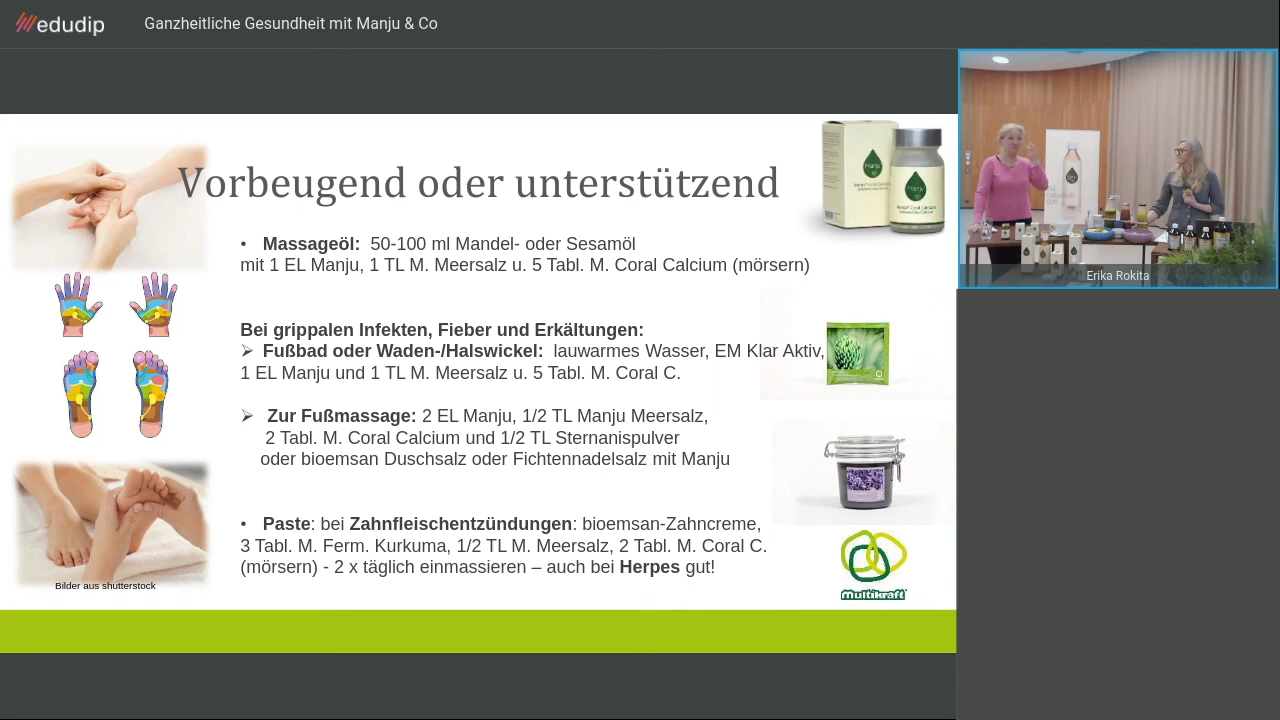 edudip
Ganzheitliche Gesundheit mit Manju & Co
Vorbeugend oder unterstützend
• Massageöl: 50-100 ml Mandel- oder Sesamöl
mit 1 EL Manju, 1 TL M. Meersalz u. 5 Tabl. M. Coral Calcium (mörsern)
Bei grippalen Infekten, Fieber und Erkältungen:
➢ Fußbad oder Waden-/Halswickel: lauwarmes Wasser, EM Klar Aktiv,
1 EL Manju und 1 TL M. Meersalz u. 5 Tabl. M. Coral C.
➢ Zur Fußmassage: 2 EL Manju, 1/2 TL Manju Meersalz,
2 Tabl. M. Coral Calcium und 1/2 TL Sternanispulver
oder bioemsan Duschsalz oder Fichtennadelsalz mit Manju
• Paste: bei Zahnfleischentzündungen: bioemsan-Zahncreme,
3 Tabl. M. Ferm. Kurkuma, 1/2 TL M. Meersalz, 2 Tabl. M. Coral C.
(mörsern) - 2 x täglich einmassieren – auch bei Herpes gut!
Bilder aus shutterstock
Manju
Manju
Manju® Coral Calcium
multikraft
Erika Rokita